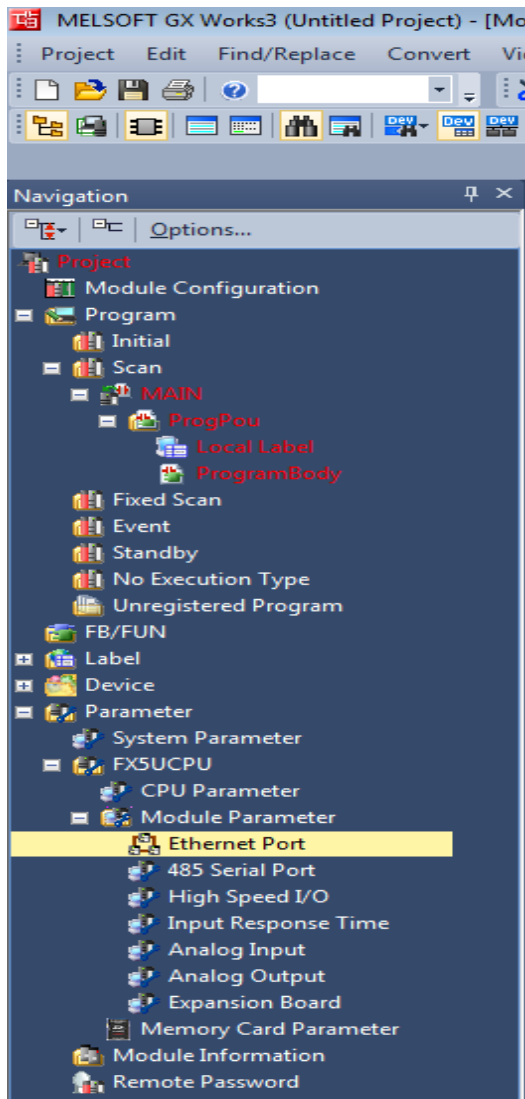 MELSOFT GX Works3 (Untitled Project) - [Mo
Project Edit Find/Replace Convert Vi
Navigation
Options...
Project
Module Configuration
Program
Initial
Scan
MAIN
ProgPou
Local Label
ProgramBody
Fixed Scan
Event
Standby
No Execution Type
Unregistered Program
FB/FUN
Label
Device
Parameter
System Parameter
FX5UCPU
CPU Parameter
Module Parameter
Ethernet Port
485 Serial Port
High Speed I/O
Input Response Time
Analog Input
Analog Output
Expansion Board
Memory Card Parameter
Module Information
Remote Password